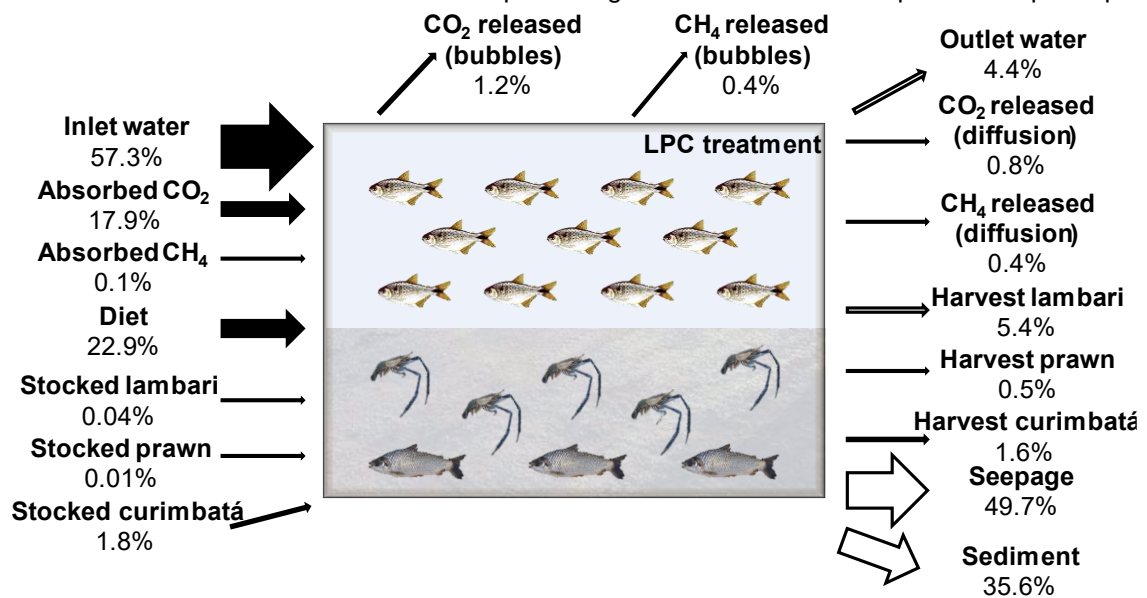 CO₂ released
(bubbles)
1.2%
CH₄ released
(bubbles)
0.4%
Inlet water
57.3%
Absorbed CO₂
17.9%
Absorbed CH₄
0.1%
Diet
22.9%
Stocked lambari
0.04%
Stocked prawn
0.01%
Stocked curimbatá
1.8%
LPC treatment
Outlet water
4.4%
CO₂ released
(diffusion)
0.8%
CH₄ released
(diffusion)
0.4%
Harvest lambari
5.4%
Harvest prawn
0.5%
Harvest curimbatá
1.6%
Seepage
49.7%
Sediment
35.6%